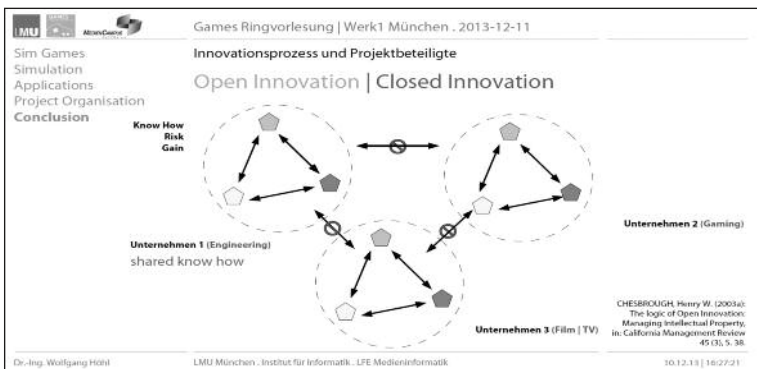 LMU
GAMES
MEDIENCAMPUS
Games Ringvorlesung | Werk1 München . 2013-12-11
Sim Games
Simulation
Applications
Project Organisation
Conclusion
Innovationsprozess und Projektbeteiligte
Open Innovation | Closed Innovation
Know How
Risk
Gain
Unternehmen 1 (Engineering)
shared know how
Unternehmen 2 (Gaming)
Unternehmen 3 (Film | TV)
CHESBROUGH, Henry W. (2003a):
The logic of Open Innovation:
Managing Intellectual Property,
in: California Management Review
45 (3), S. 38.
Dr.-Ing. Wolfgang Höhl
LMU München . Institut für Informatik . LFE Medieninformatik
10.12.13 | 16:27:21